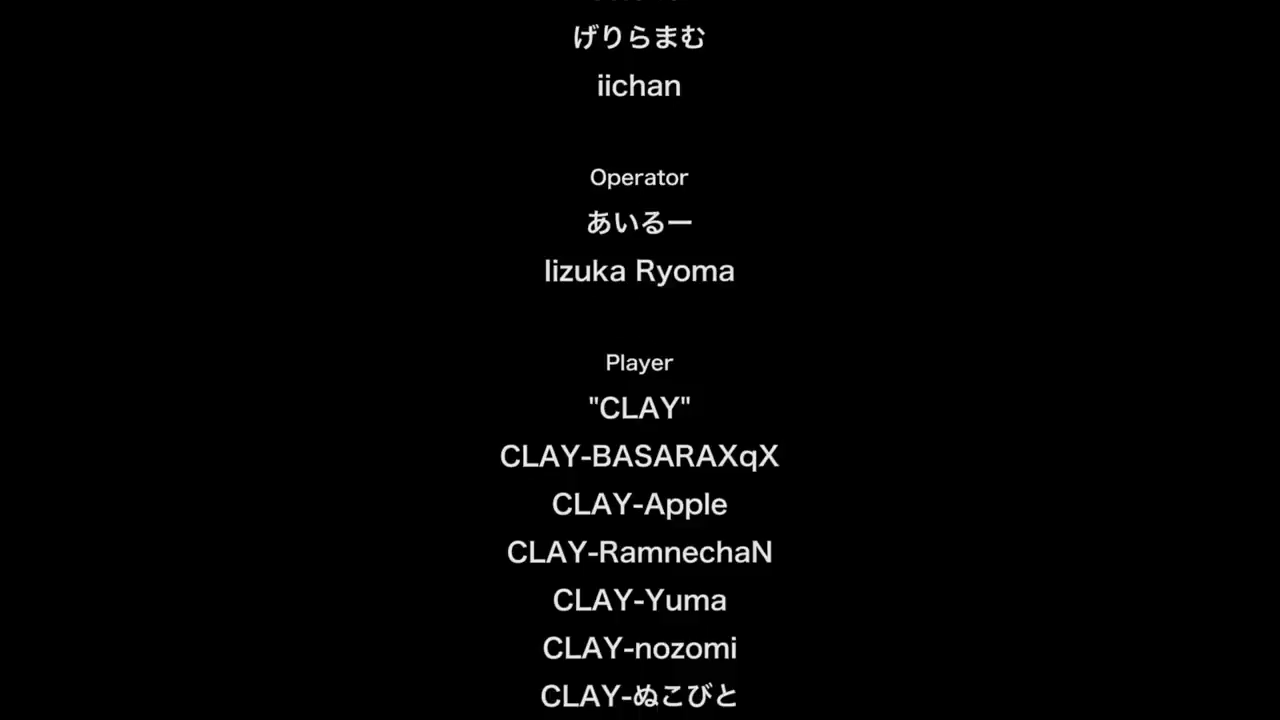 げりらまむ
iichan
Operator
あいるー
Iizuka Ryoma
Player
"CLAY"
CLAY-BASARAXqX
CLAY-Apple
CLAY-RamnechaN
CLAY-Yuma
CLAY-nozomi
CLAY-ぬこびと